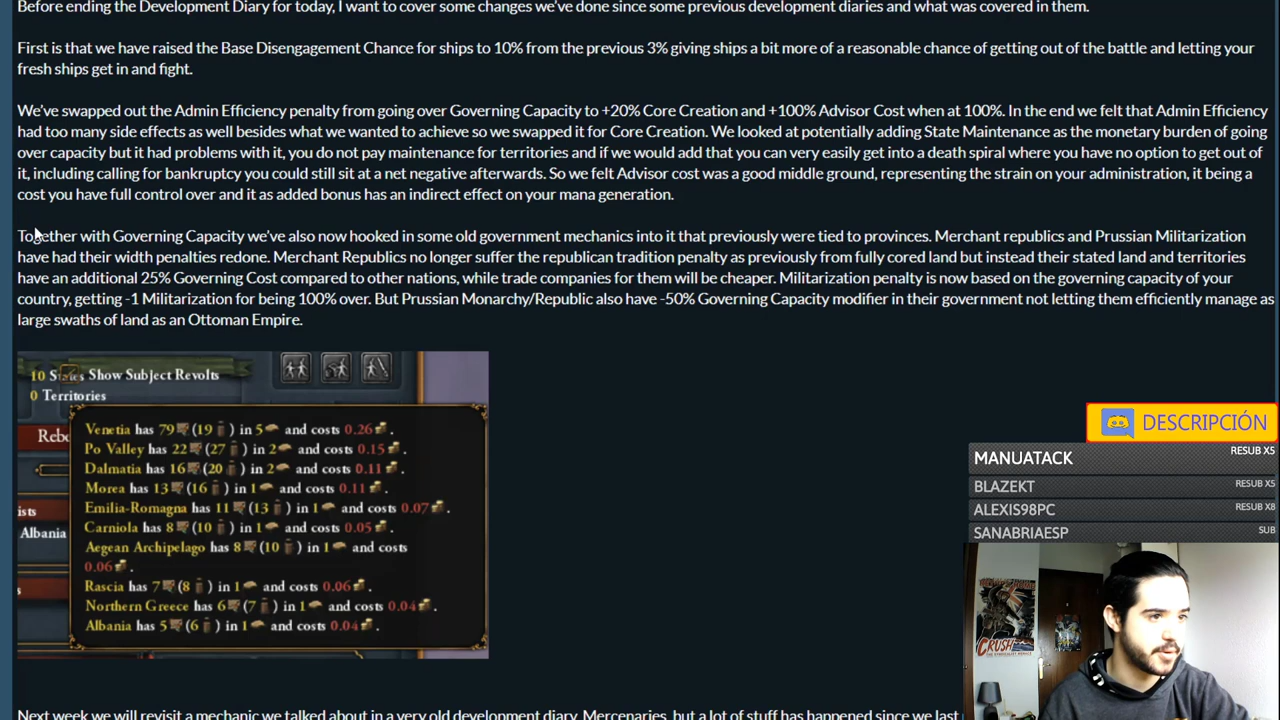 Before ending the Development Diary for today, I want to cover some changes we've done since some previous development diaries and what was covered in them.
First is that we have raised the Base Disengagement Chance for ships to 10% from the previous 3% giving ships a bit more of a reasonable chance of getting out of the battle and letting your
fresh ships get in and fight.
We've swapped out the Admin Efficiency penalty from going over Governing Capacity to +20% Core Creation and +100% Advisor Cost when at 100%. In the end we felt that Admin Efficiency
had too many side effects as well besides what we wanted to achieve so we swapped it for Core Creation. We looked at potentially adding State Maintenance as the monetary burden of going
over capacity but it had problems with it, you do not pay maintenance for territories and if we would add that you can very easily get into a death spiral where you have no option to get out of
it, including calling for bankruptcy you could still sit at a net negative afterwards. So we felt Advisor cost was a good middle ground, representing the strain on your administration, it being a
cost you have full control over and it as added bonus has an indirect effect on your mana generation.
Together with Governing Capacity we've also now hooked in some old government mechanics into it that previously were tied to provinces. Merchant republics and Prussian Militarization
have had their width penalties redone. Merchant Republics no longer suffer the republican tradition penalty as previously from fully cored land but instead their stated land and territories
have an additional 25% Governing Cost compared to other nations, while trade companies for them will be cheaper. Militarization penalty is now based on the governing capacity of your
country, getting -1 Militarization for being 100% over. But Prussian Monarchy/Republic also have -50% Governing Capacity modifier in their government not letting them efficiently manage as
large swaths of land as an Ottoman Empire.
10 States Show Subject Revolts
0 Territories
Venetia has 79 (19 ) in 5 and costs 0.26 .
Po Valley has 22 (27 ) in 2 and costs 0.15 .
Dalmatia has 16 (20 ) in 2 and costs 0.11 .
Morea has 13 (16 ) in 1 and costs 0.11 .
Emilia-Romagna has 11 (13 ) in 1 and costs 0.07 .
Carniola has 8 (10 ) in 1 and costs 0.05 .
Aegean Archipelago has 8 (10 ) in 1 and costs
0.06 .
Rascia has 7 (8 ) in 1 and costs 0.06 .
Northern Greece has 6 (7 ) in 1 and costs 0.04 .
Albania has 5 (6 ) in 1 and costs 0.04 .
Rebe
ists
Albania
s
DESCRIPCIÓN
MANUATACK RESUB X5
BLAZEKT RESUB X5
ALEXIS98PC RESUB X8
SANABRIAESP SUB
CRUSH
Next week we will revisit a mechanic we talked about in a very old development diary. Mercenaries, but a lot of stuff has happened since we last